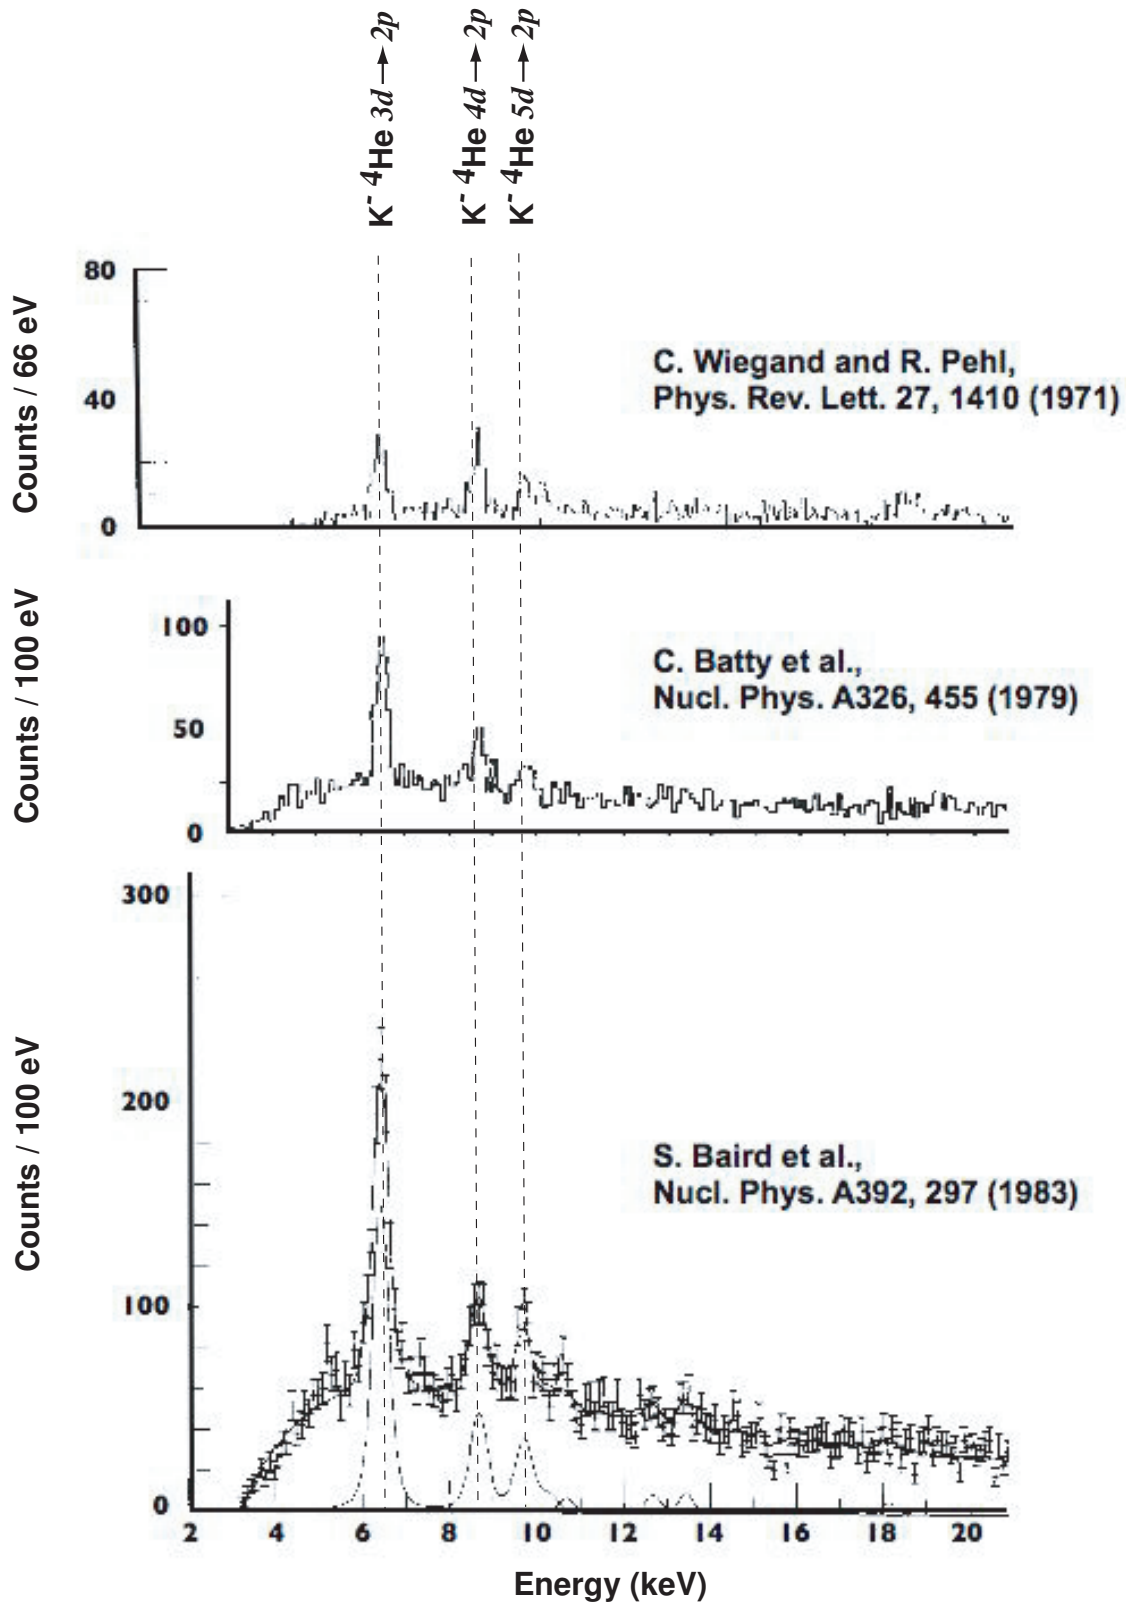 K⁻ ⁴He 3d→2p
K⁻ ⁴He 4d→2p
K⁻ ⁴He 5d→2p
Counts / 66 eV
80
40
0
C. Wiegand and R. Pehl,
Phys. Rev. Lett. 27, 1410 (1971)
Counts / 100 eV
100
50
0
C. Batty et al.,
Nucl. Phys. A326, 455 (1979)
Counts / 100 eV
300
200
100
0
S. Baird et al.,
Nucl. Phys. A392, 297 (1983)
2 4 6 8 10 12 14 16 18 20
Energy (keV)